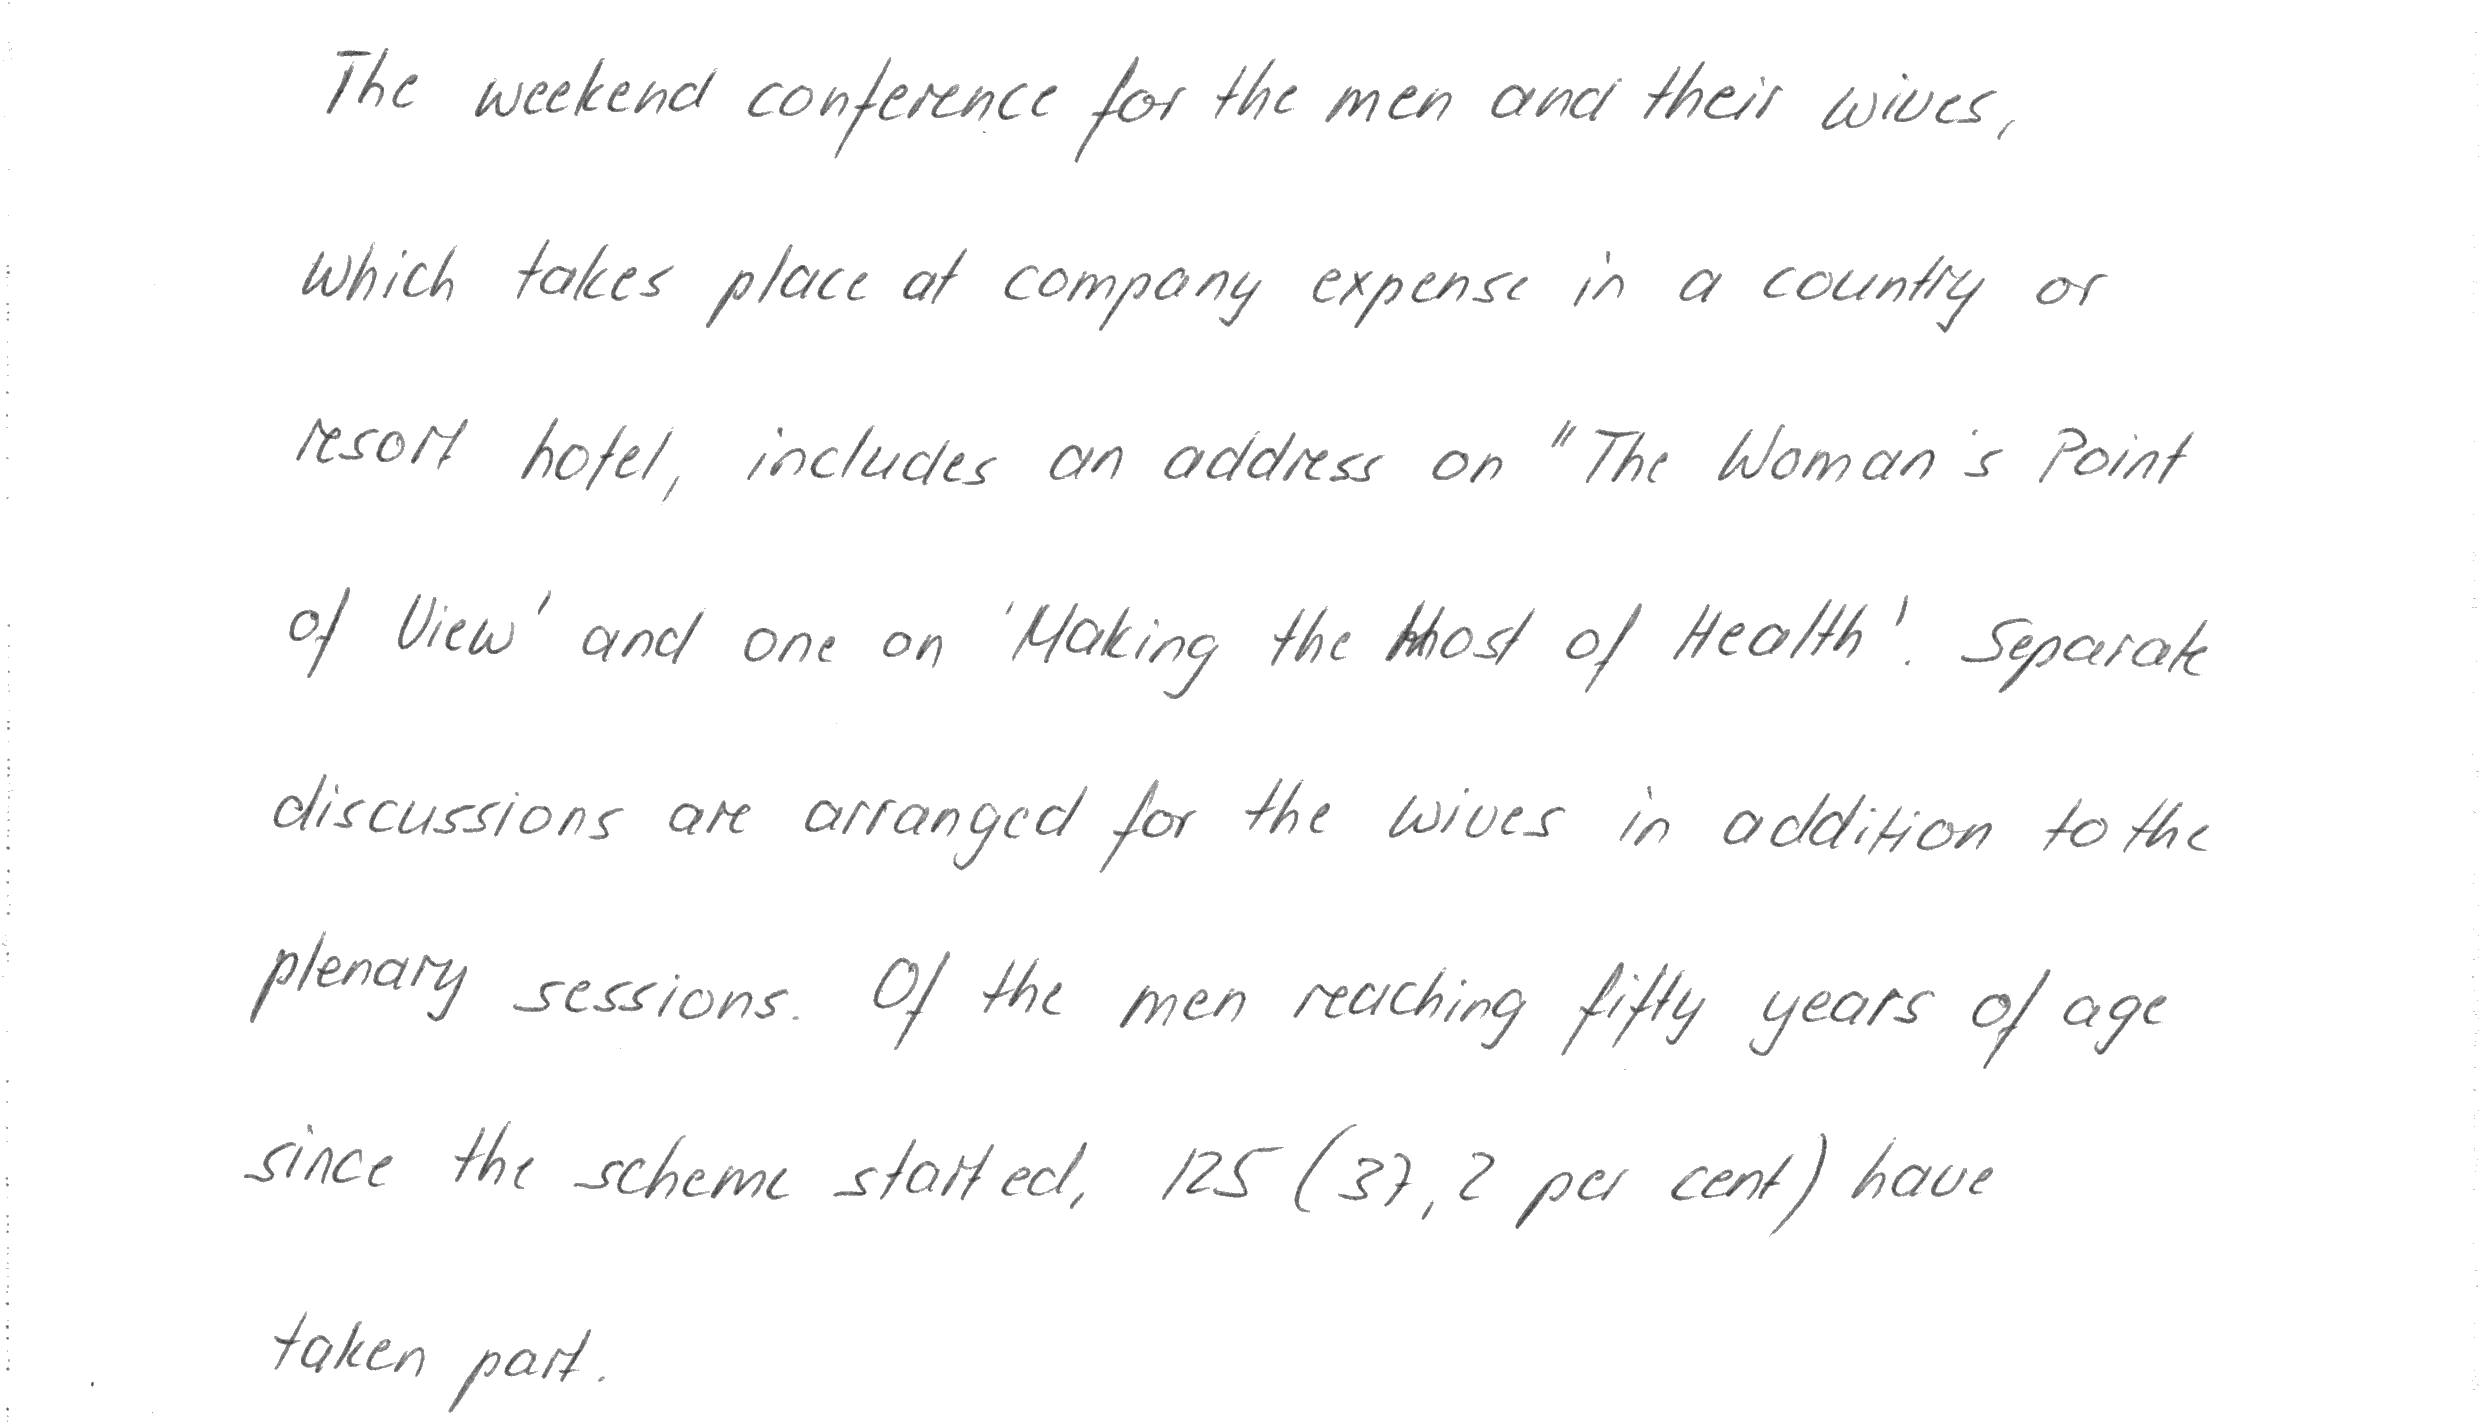 The weekend conference for the men and their wives,
which takes place at company expense in a country or
resort hotel, includes an address on "The Woman's Point
of View' and one on 'Making the Most of Health'. Separate
discussions are arranged for the wives in addition to the
plenary sessions. Of the men reaching fifty years of age
since the scheme started, 125 (37,2 per cent) have
taken part.